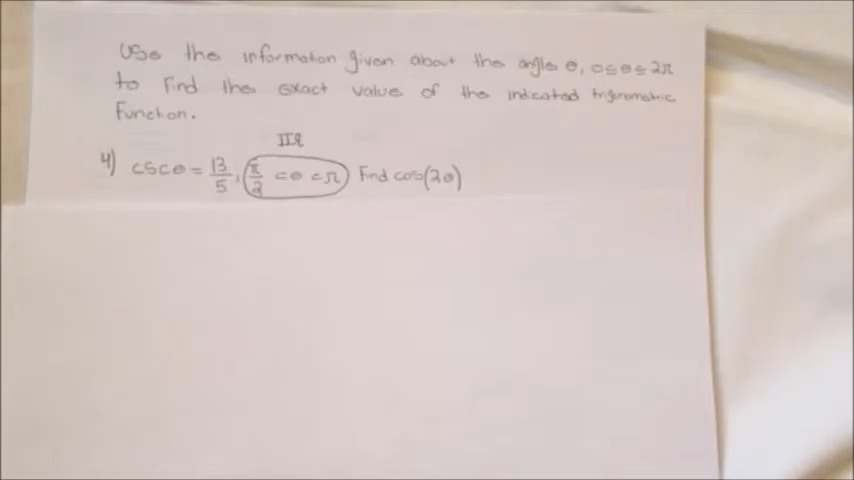 Use the information given about the angle θ, 0≤θ≤2π
to find the exact value of the indicated trigonometric
function.
IIQ
4) cscθ = 13/5, π/2 <θ <π Find cos(2θ)